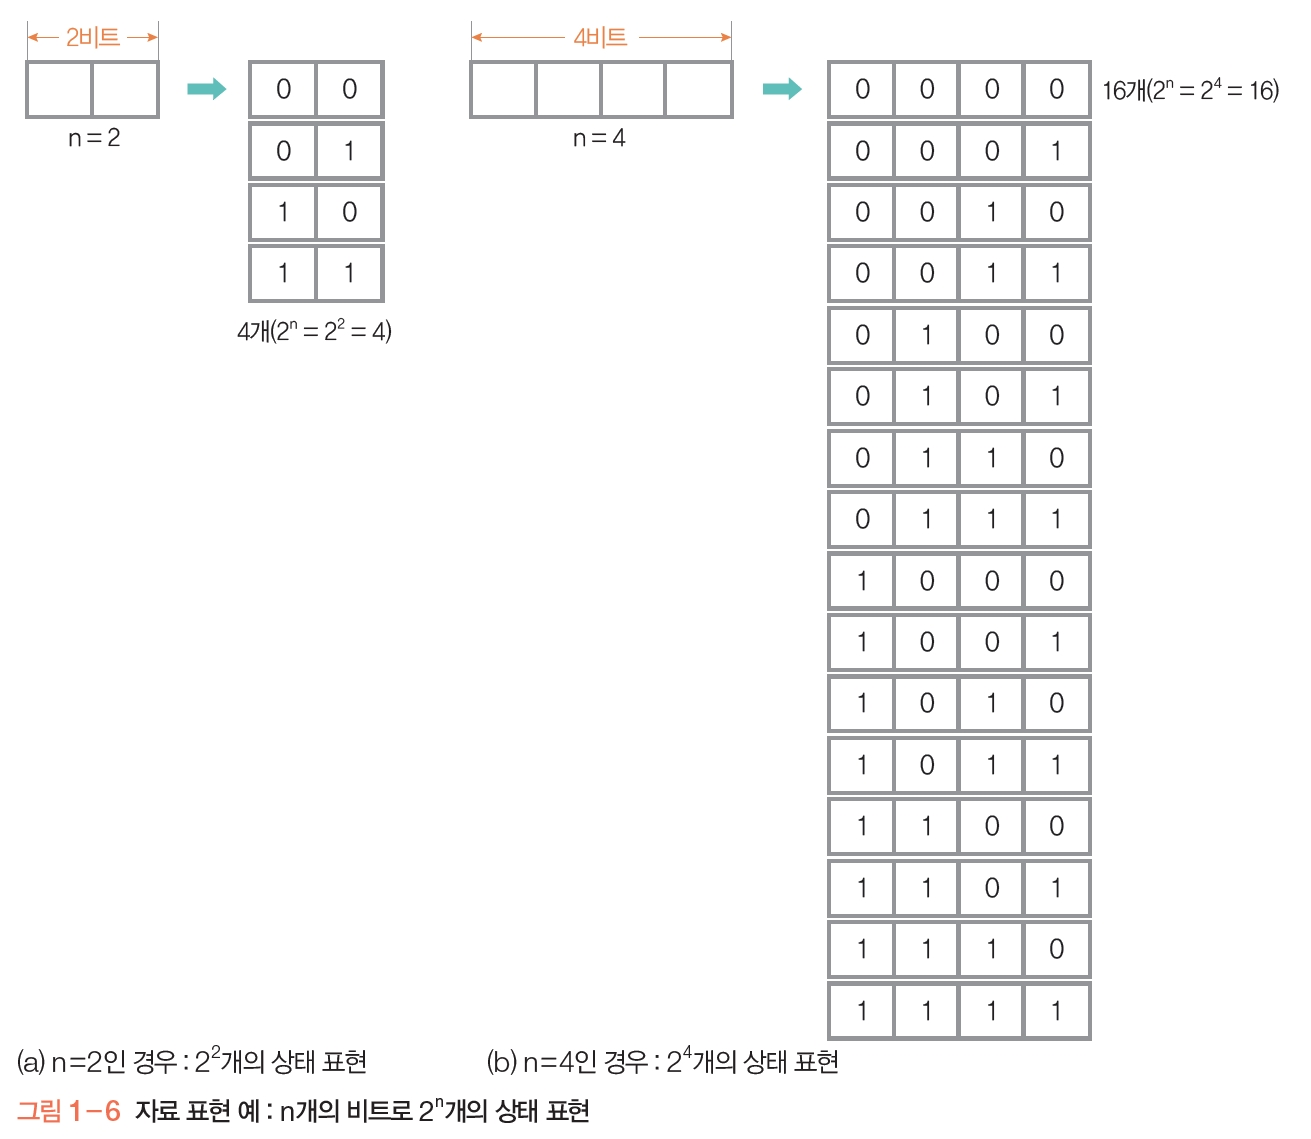 2비트
n=2
0 0
0 1
1 0
1 1
4개(2ⁿ = 2² = 4)
4비트
n=4
0 0 0 0
0 0 0 1
0 0 1 0
0 0 1 1
0 1 0 0
0 1 0 1
0 1 1 0
0 1 1 1
1 0 0 0
1 0 0 1
1 0 1 0
1 0 1 1
1 1 0 0
1 1 0 1
1 1 1 0
1 1 1 1
16개(2ⁿ = 2⁴ = 16)
(a) n=2인 경우 : 2²개의 상태 표현
(b) n=4인 경우 : 2⁴개의 상태 표현
그림 1-6 자료 표현 예 : n개의 비트로 2ⁿ개의 상태 표현